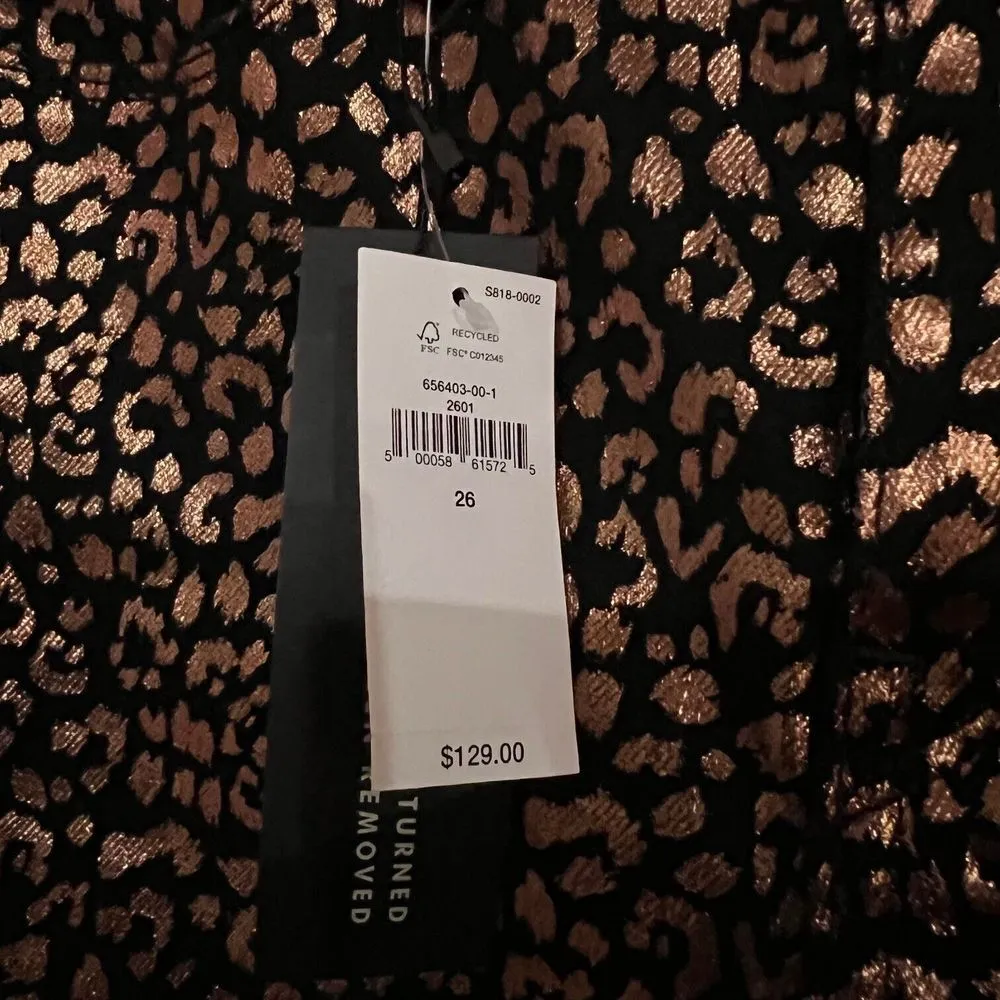 S818-0002
RECYCLED
FSC FSC® C012345
656403-00-1
2601
5 00058 61572 5
26
$129.00
TURNED
REMOVED